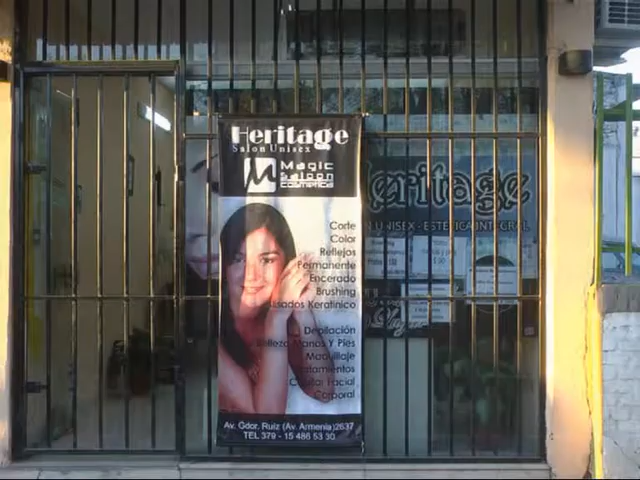 Heritage
Salon Unisex
Magic
Saloon
cosmetics
Corte
Color
Reflejos
Permanente
Encerado
Brushing
Alisados Keratinico
Depilación
Belleza Manos Y Pies
Maquillaje
Tratamientos
Capilar Facial
Corporal
Av. Gdor. Ruiz (Av. Armenia)2637
TEL 379 - 15 486 53 30
Heritage
UNISEX - ESTETICA INTEGRAL